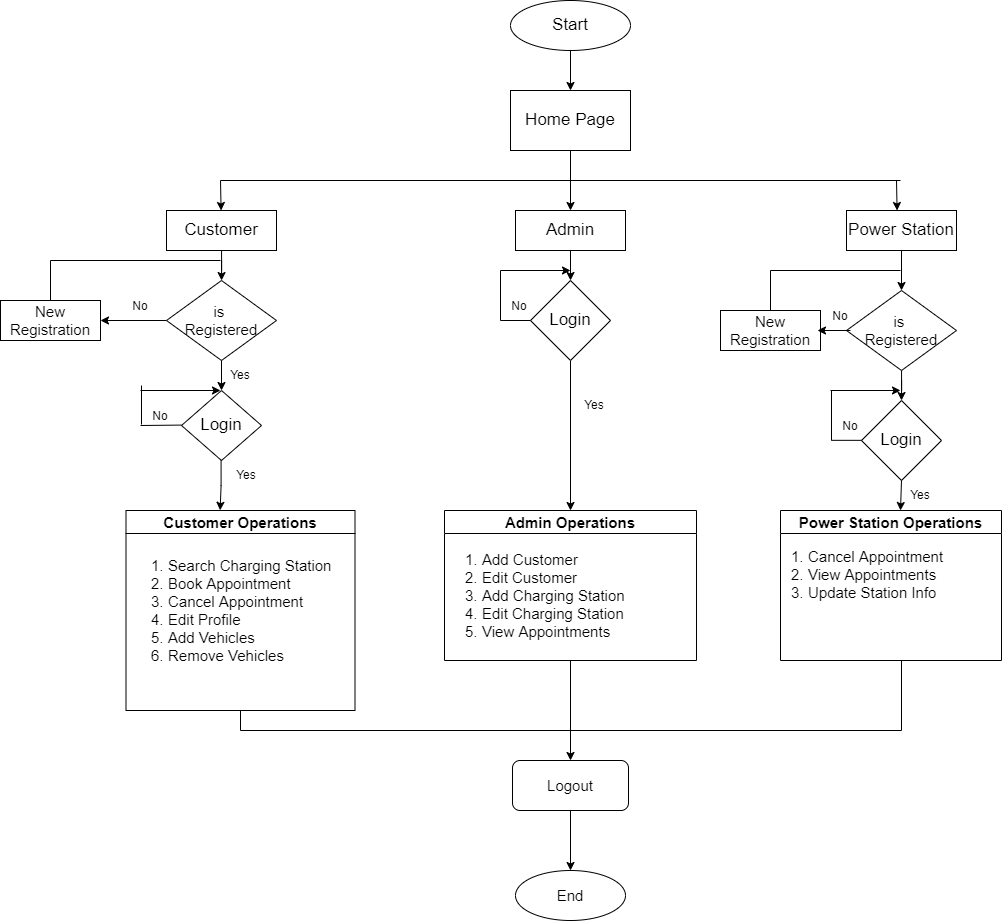 Start
Home Page
Customer
Admin
Power Station
New
Registration
No
is
Registered
No
Login
New
Registration
No
is
Registered
Yes
No
Login
Yes
Yes
No
Login
Yes
Customer Operations
1. Search Charging Station
2. Book Appointment
3. Cancel Appointment
4. Edit Profile
5. Add Vehicles
6. Remove Vehicles
Admin Operations
1. Add Customer
2. Edit Customer
3. Add Charging Station
4. Edit Charging Station
5. View Appointments
Power Station Operations
1. Cancel Appointment
2. View Appointments
3. Update Station Info
Logout
End